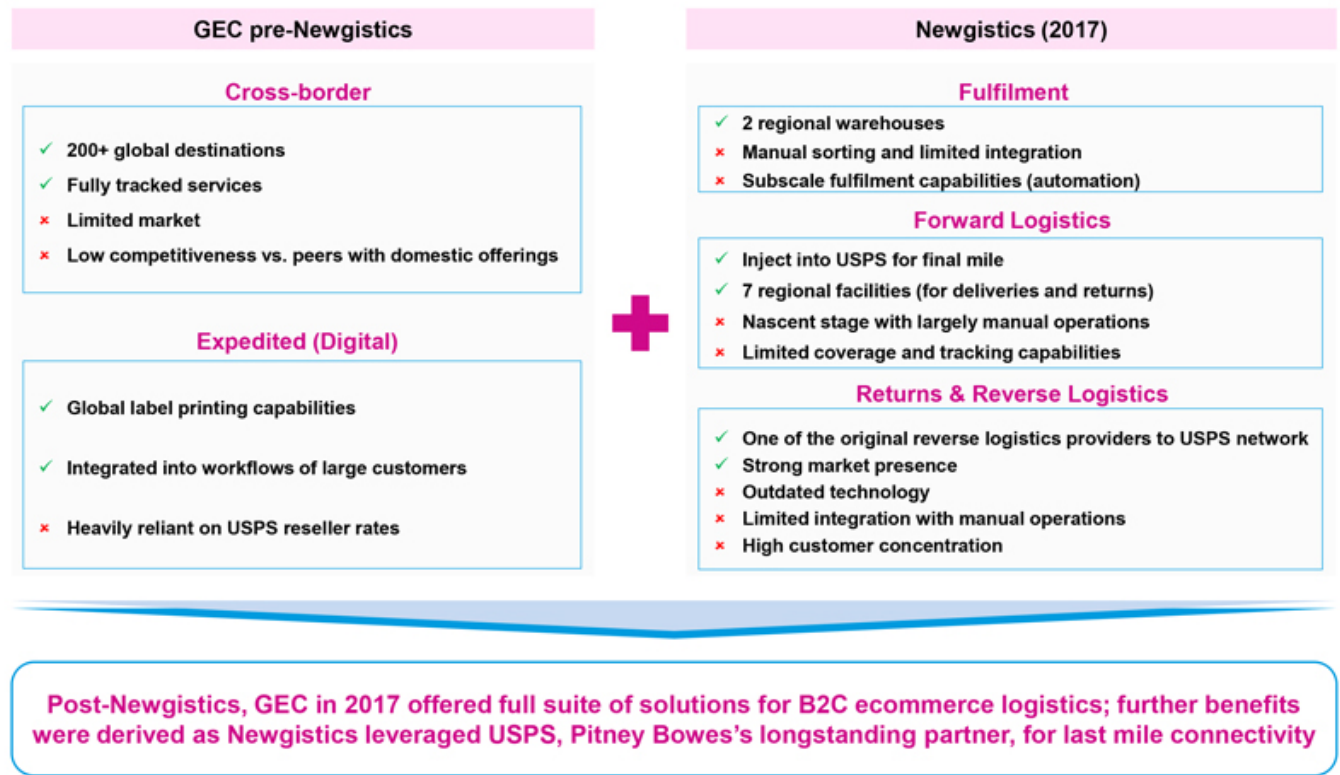 GEC pre-Newgistics
Cross-border
✓ 200+ global destinations
✓ Fully tracked services
× Limited market
× Low competitiveness vs. peers with domestic offerings
Expedited (Digital)
✓ Global label printing capabilities
✓ Integrated into workflows of large customers
× Heavily reliant on USPS reseller rates
Newgistics (2017)
Fulfilment
✓ 2 regional warehouses
× Manual sorting and limited integration
× Subscale fulfilment capabilities (automation)
Forward Logistics
✓ Inject into USPS for final mile
✓ 7 regional facilities (for deliveries and returns)
× Nascent stage with largely manual operations
× Limited coverage and tracking capabilities
Returns & Reverse Logistics
✓ One of the original reverse logistics providers to USPS network
✓ Strong market presence
× Outdated technology
× Limited integration with manual operations
× High customer concentration
Post-Newgistics, GEC in 2017 offered full suite of solutions for B2C ecommerce logistics; further benefits
were derived as Newgistics leveraged USPS, Pitney Bowes's longstanding partner, for last mile connectivity